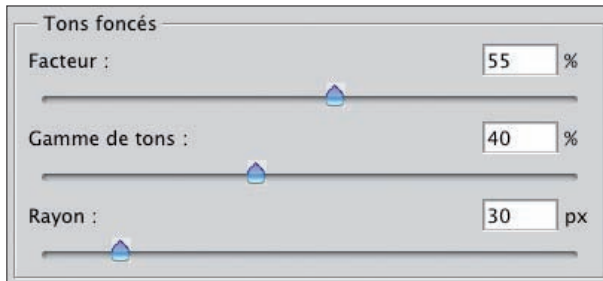 Tons foncés
Facteur : 55 %
Gamme de tons : 40 %
Rayon : 30 px